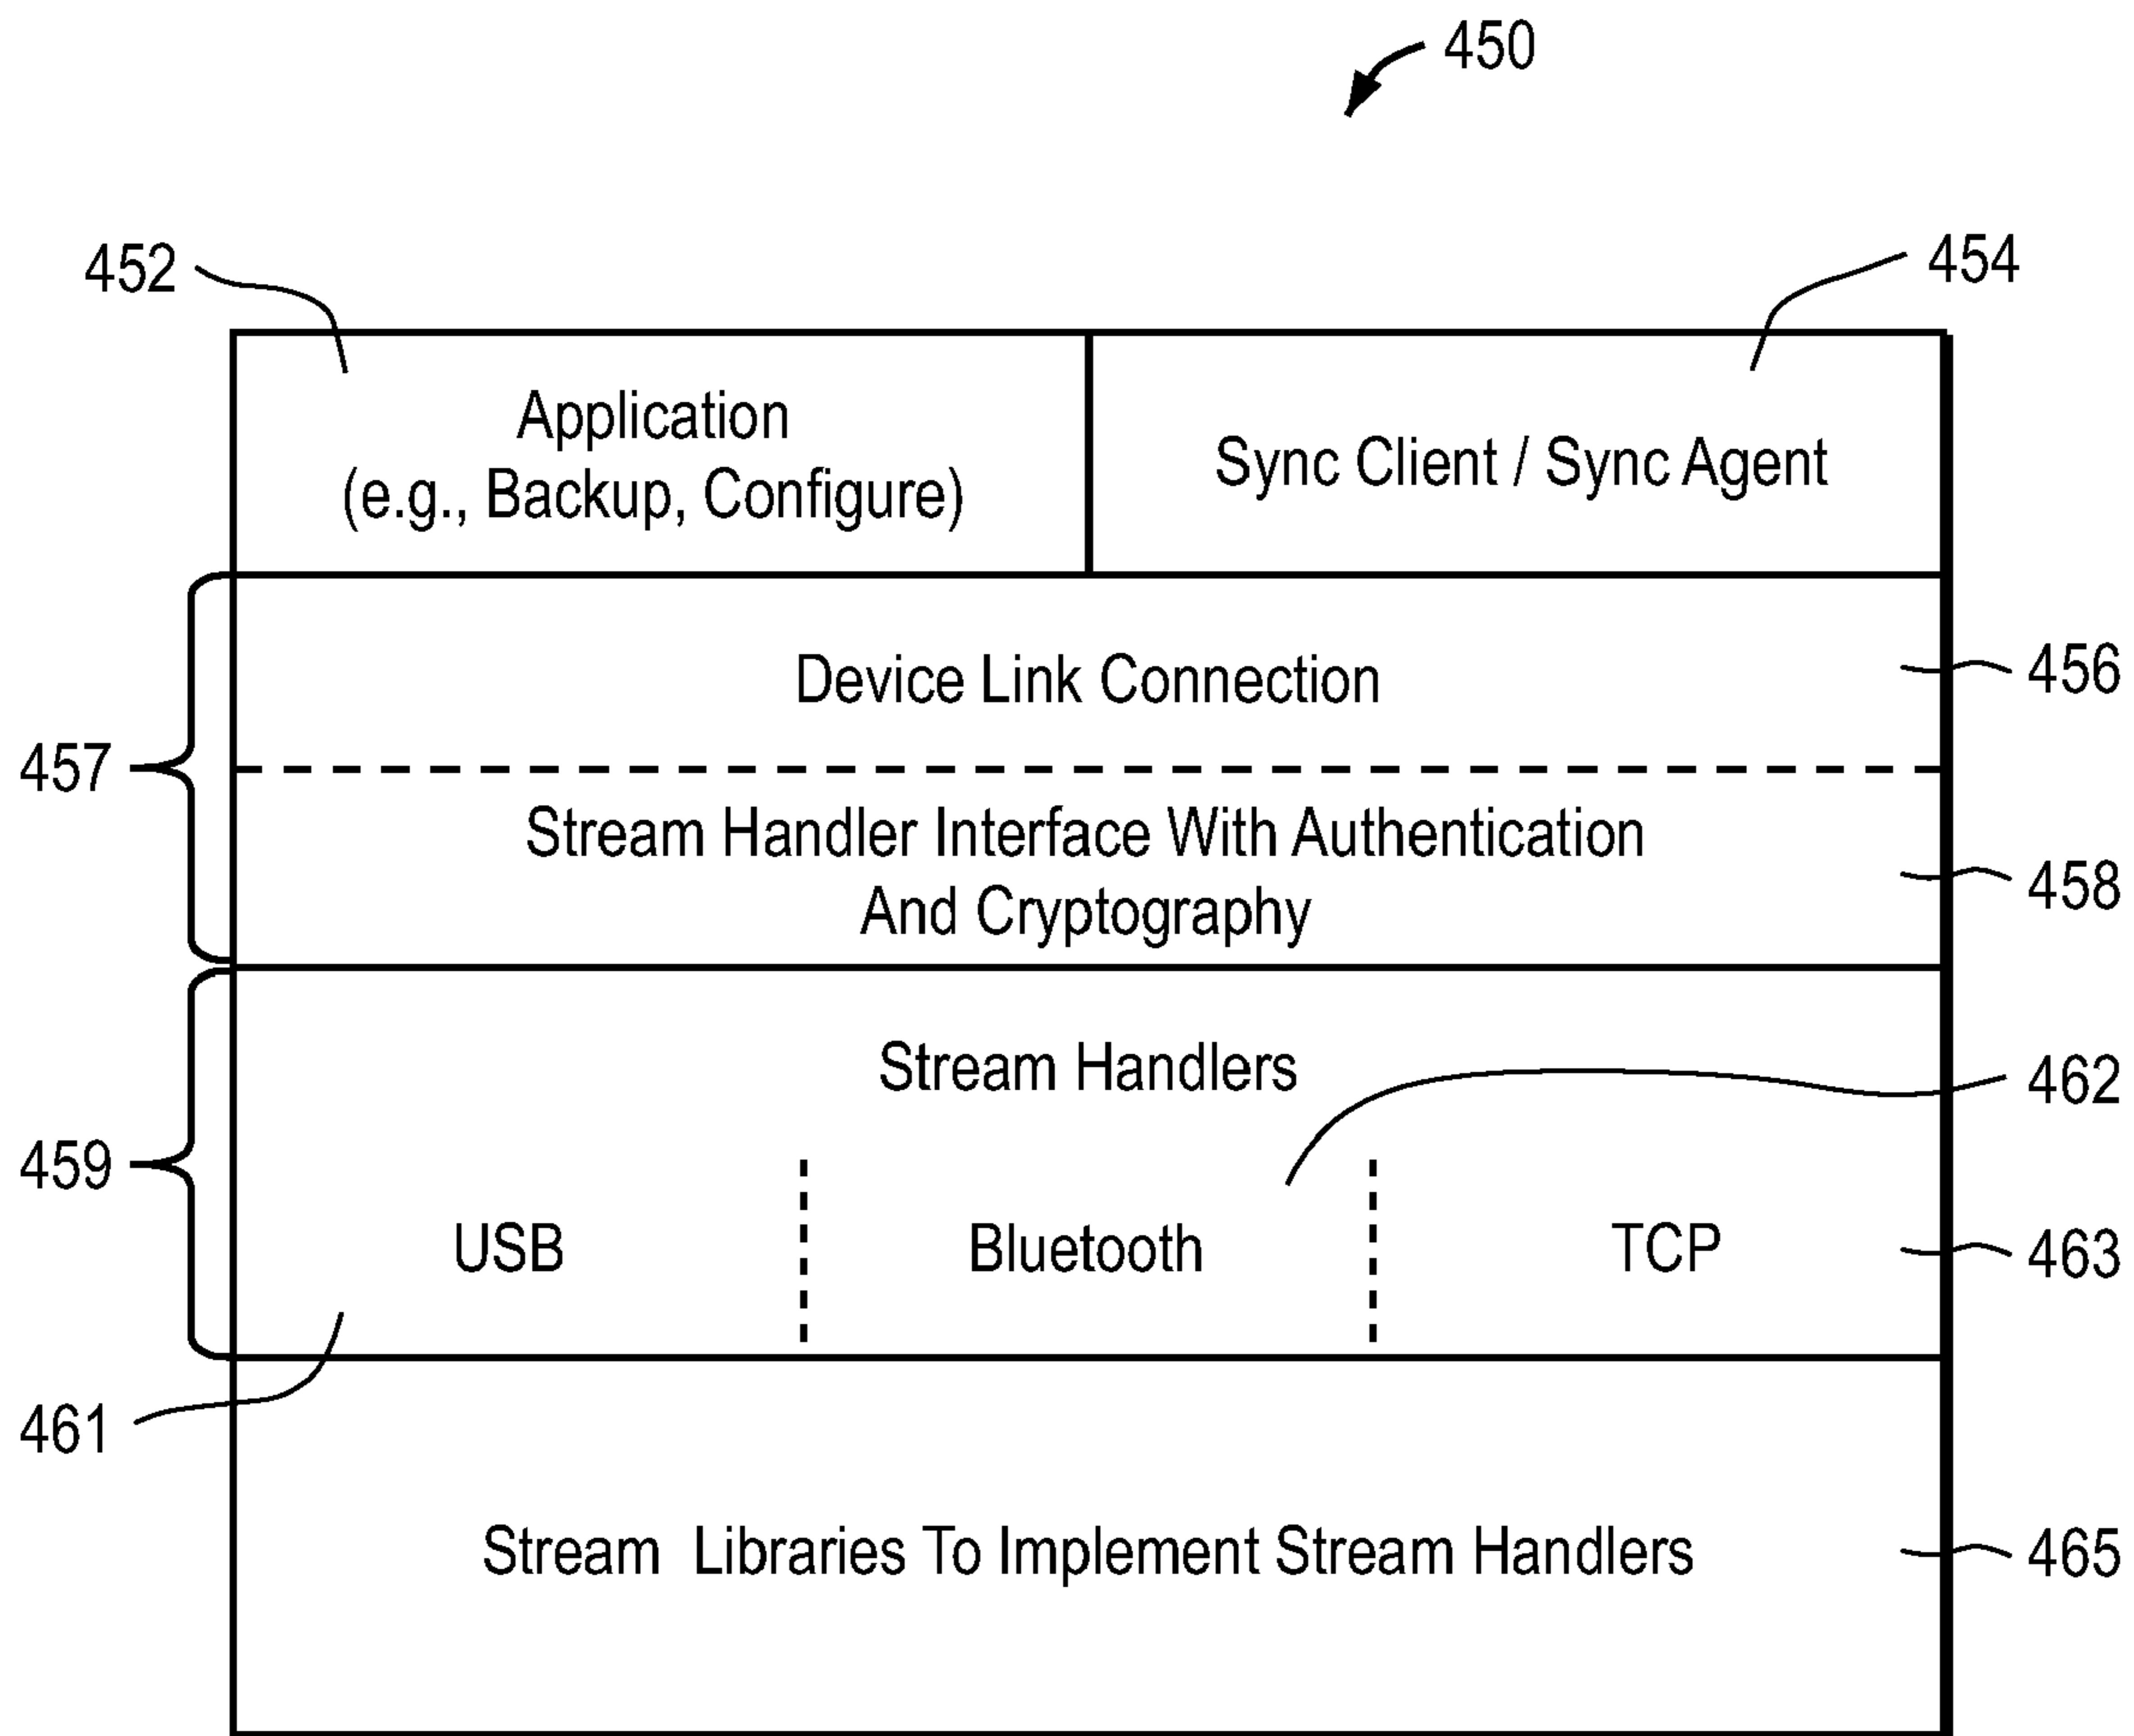 450
452
454
Application
(e.g., Backup, Configure)
Sync Client / Sync Agent
Device Link Connection
456
457
Stream Handler Interface With Authentication
And Cryptography
458
Stream Handlers
462
459
USB
Bluetooth
TCP
463
461
Stream Libraries To Implement Stream Handlers
465